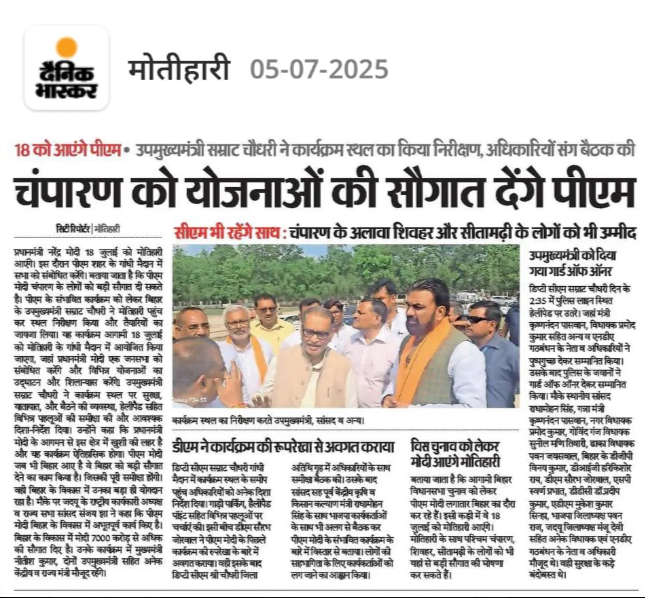 दैनिक
भास्कर
मोतीहारी 05-07-2025
18 को आएंगे पीएम • उपमुख्यमंत्री सम्राट चौधरी ने कार्यक्रम स्थल का किया निरीक्षण, अधिकारियों संग बैठक की
चंपारण को योजनाओं की सौगात देंगे पीएम
सिटी रिपोर्टर | मोतिहारी
प्रधानमंत्री नरेंद्र मोदी 18 जुलाई को मोतिहारी
आएंगे। इस दौरान पीएम शहर के गांधी मैदान में
सभा को संबोधित करेंगे। बताया जाता है कि पीएम
मोदी चंपारण के लोगों को बड़ी सौगात दी सकते
है। पीएम के संभावित कार्यक्रम को लेकर बिहार
के उपमुख्यमंत्री सम्राट चौधरी ने मोतिहारी पहुंच
कर स्थल निरीक्षण किया और तैयारियों का
जायजा लिया। यह कार्यक्रम आगामी 18 जुलाई
को मोतिहारी के गांधी मैदान में आयोजित किया
जाएगा, जहां प्रधानमंत्री मोदी एक जनसभा को
संबोधित करेंगे और विभिन्न योजनाओं का
उद्घाटन और शिलान्यास करेंगे। उपमुख्यमंत्री
सम्राट चौधरी ने कार्यक्रम स्थल पर सुरक्षा,
यातायात, और बैठने की व्यवस्था, हेलीपैड सहित
विभिन्न पहलुओं की समीक्षा की और आवश्यक
दिशा-निर्देश दिया। उन्होंने कहा कि प्रधानमंत्री
मोदी के आगमन से इस क्षेत्र में खुशी की लहर है
और यह कार्यक्रम ऐतिहासिक होगा। पीएम मोदी
जब भी बिहार आए है वे बिहार को बड़ी सौगात
देने का काम किया है। जिसकी पूरी समीक्षा होगी।
वही बिहार के विकास में उनका बड़ा ही योगदान
रहा है। मौके पर जदयू के राष्ट्रीय कार्यकारी अध्यक्ष
व राज्य सभा सांसद संजय झा ने कहा कि पीएम
मोदी बिहार के विकास में अभूतपूर्व कार्य किए है।
बिहार के विकास में मोदी 7000 करोड़ से अधिक
की सौगात दिए है। उनके कार्यक्रम में मुख्यमंत्री
नीतीश कुमार, दोनों उपमुख्यमंत्री सहित अनेक
केंद्रीय व राज्य मंत्री मौजूद रहेंगे।
सीएम भी रहेंगे साथ : चंपारण के अलावा शिवहर और सीतामढ़ी के लोगों को भी उम्मीद
कार्यक्रम स्थल का निरीक्षण करते उपमुख्यमंत्री, सांसद व अन्य।
डीएम ने कार्यक्रम की रूपरेखा से अवगत कराया
डिप्टी सीएम सम्राट चौधरी गांधी
मैदान में कार्यक्रम स्थल के समीप
पहुंच अधिकारियों को अनेक दिशा
निर्देश दिया। गाड़ी पार्किंग, हैलीपैड
पॉइंट सहित विभिन्न पहलुओं पर
चर्चाएं की। इसी बीच डीएम सौरभ
जोरवाल ने पीएम मोदी के पिछले
कार्यक्रम की रुपरेखा के बारे में
अवगत कराया। वही इसके बाद
डिप्टी सीएम श्री चौधरी जिला
अतिथि गृह में अधिकारियों के साथ
समीक्षा बैठक की। उसके बाद
सांसद सह पूर्व केंद्रीय कृषि व
किसान कल्याण मंत्री राधामोहन
सिंह के साथ भाजपा कार्यकर्ताओं
के साथ भी अलग से बैठक कर
पीएम मोदी के संभावित कार्यक्रम के
बारे में विस्तार से बताया। लोगों की
सहभागिता के लिए कार्यकर्ताओं को
लग जाने का आह्वान किया।
विस चुनाव को लेकर
मोदी आएंगे मोतिहारी
बताया जाता है कि आगामी बिहार
विधानसभा चुनाव को लेकर
पीएम मोदी लगातार बिहार का दौरा
कर रहे हैं। इसी कड़ी में वे 18
जुलाई को मोतिहारी आएंगे।
मोतिहारी के साथ पश्चिम चंपारण,
शिवहर, सीतामढ़ी के लोगों को भी
यहां से बड़ी सौगात की घोषणा
कर सकते हैं।
उपमुख्यमंत्री को दिया
गया गार्ड ऑफ ऑनर
डिप्टी सीएम सम्राट चौधरी दिन के
2:35 में पुलिस लाइन स्थित
हेलीपैड पर उतरे। जहां मंत्री
कृष्णनंदन पासवान, विधायक प्रमोद
कुमार सहित अन्य व एनडीए
गठबंधन के नेता व अधिकारियों ने
पुष्पगुच्छ देकर सम्मानित किया।
उसके बाद पुलिस के जवानों ने
गार्ड ऑफ ऑनर देकर सम्मानित
किया। मौके स्थानीय सांसद
राधामोहन सिंह, गन्ना मंत्री
कृष्णनंदन पासवान, नगर विधायक
प्रमोद कुमार, गोविंद गंज विधायक
सुनील मणि तिवारी, ढाका विधायक
पवन जयसवाल, बिहार के डीजीपी
विनय कुमार, डीआईजी हरिकिशोर
राय, डीएम सौरभ जोरवाल, एसपी
स्वर्ण प्रभात, डीडीसी डॉ.प्रदीप
कुमार, एडीएम मुकेश कुमार
सिन्हा, भाजपा जिलाध्यक्ष पवन
राज, जदयू जिलाध्यक्ष मंजू देवी
सहित अनेक विधायक एवं एनडीए
गठबंधन के नेता व अधिकारी
मौजूद थे। वही सुरक्षा के कड़े
बंदोबस्त थे।